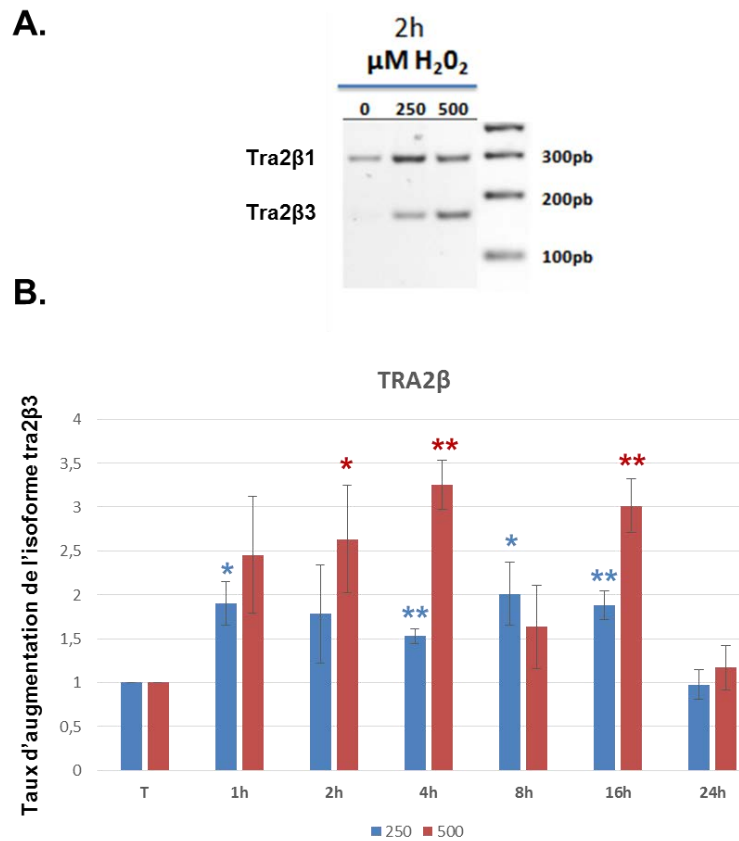 A.
2h
µM H₂0₂
0 250 500
Tra2β1
300pb
200pb
Tra2β3
100pb
B.
TRA2β
Taux d'augmentation de l'isoforme tra2β3
4
3,5
3
2,5
2
1,5
1
0,5
0
* * ** ** * ** **
T 1h 2h 4h 8h 16h 24h
250 500